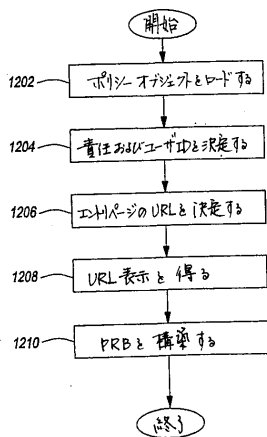 開始
1202
ポリシーオブジェクトをロードする
1204
責任およびユーザIDを決定する
1206
エントリページのURLを決定する
1208
URL表示を得る
1210
PRBを構築する
終了